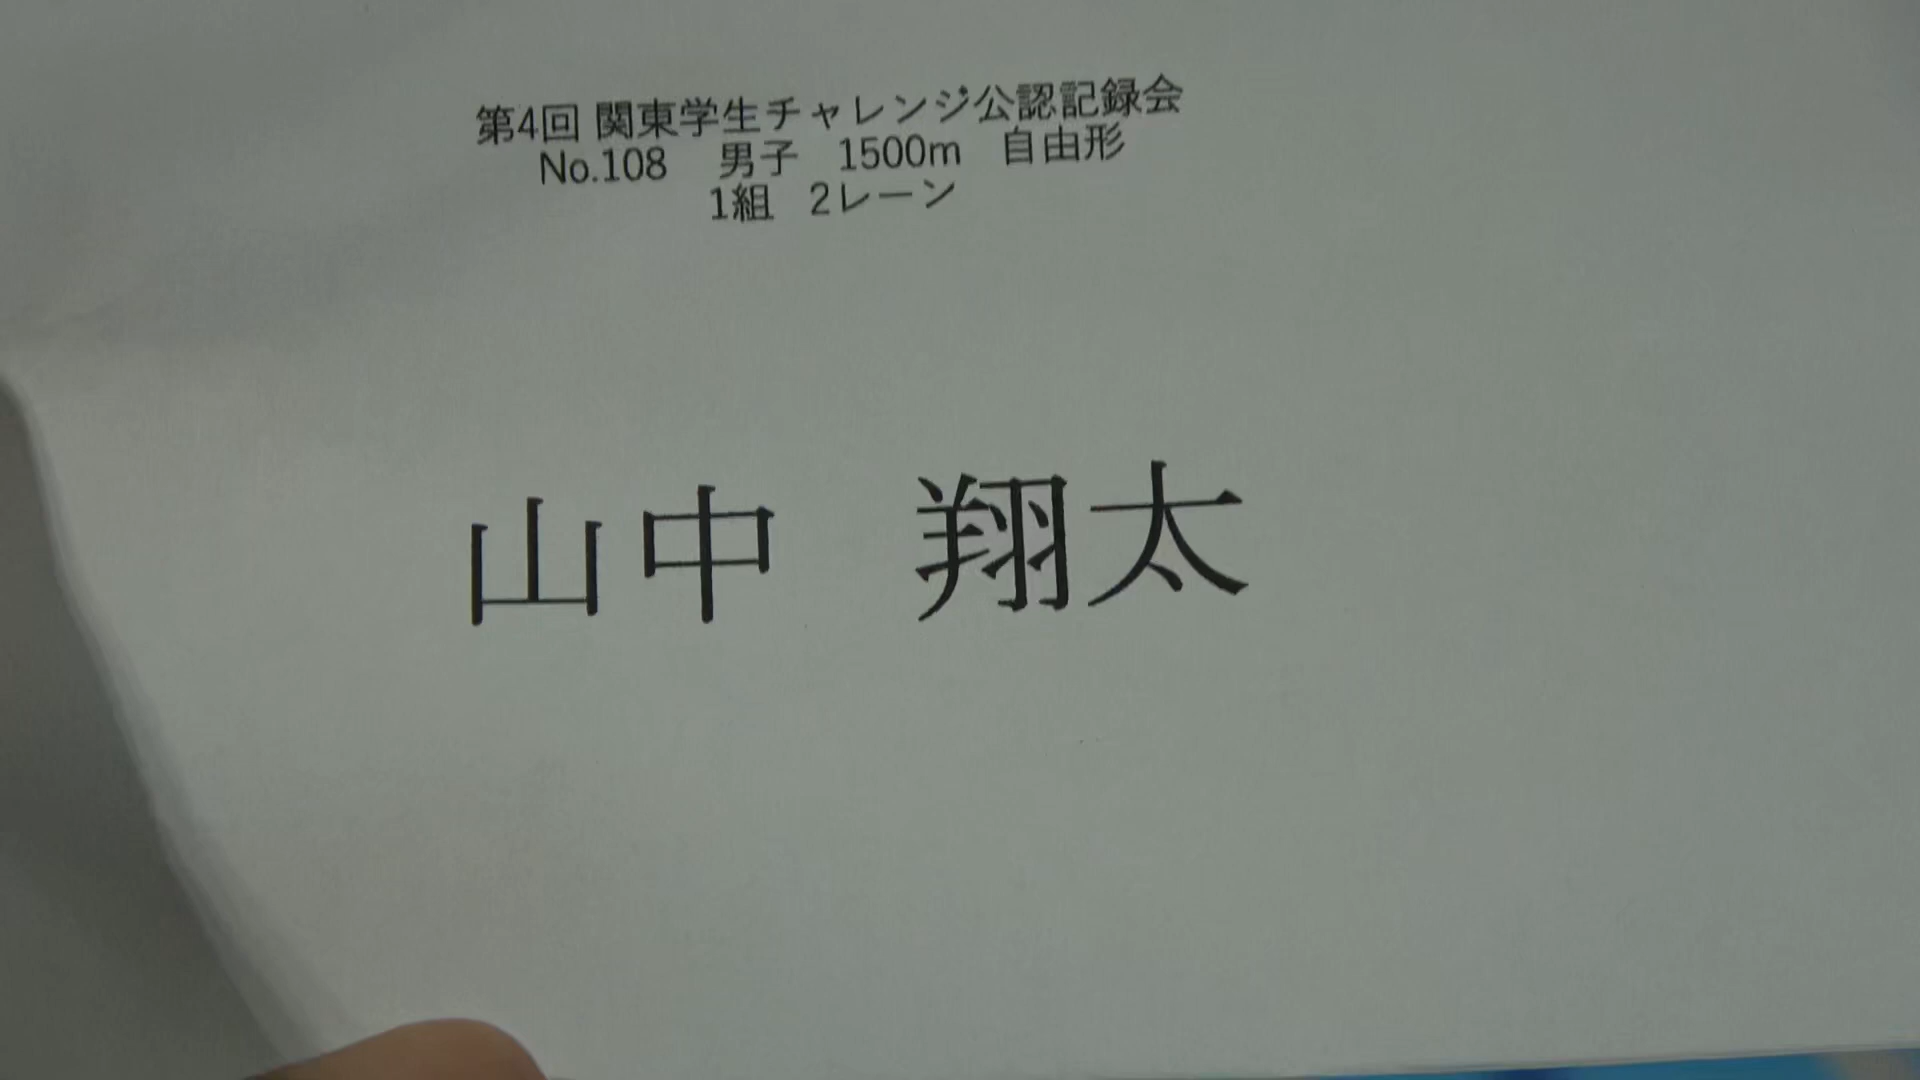 第4回 関東学生チャレンジ公認記録会
No.108 男子 1500m 自由形
1組 2レーン
山中 翔太